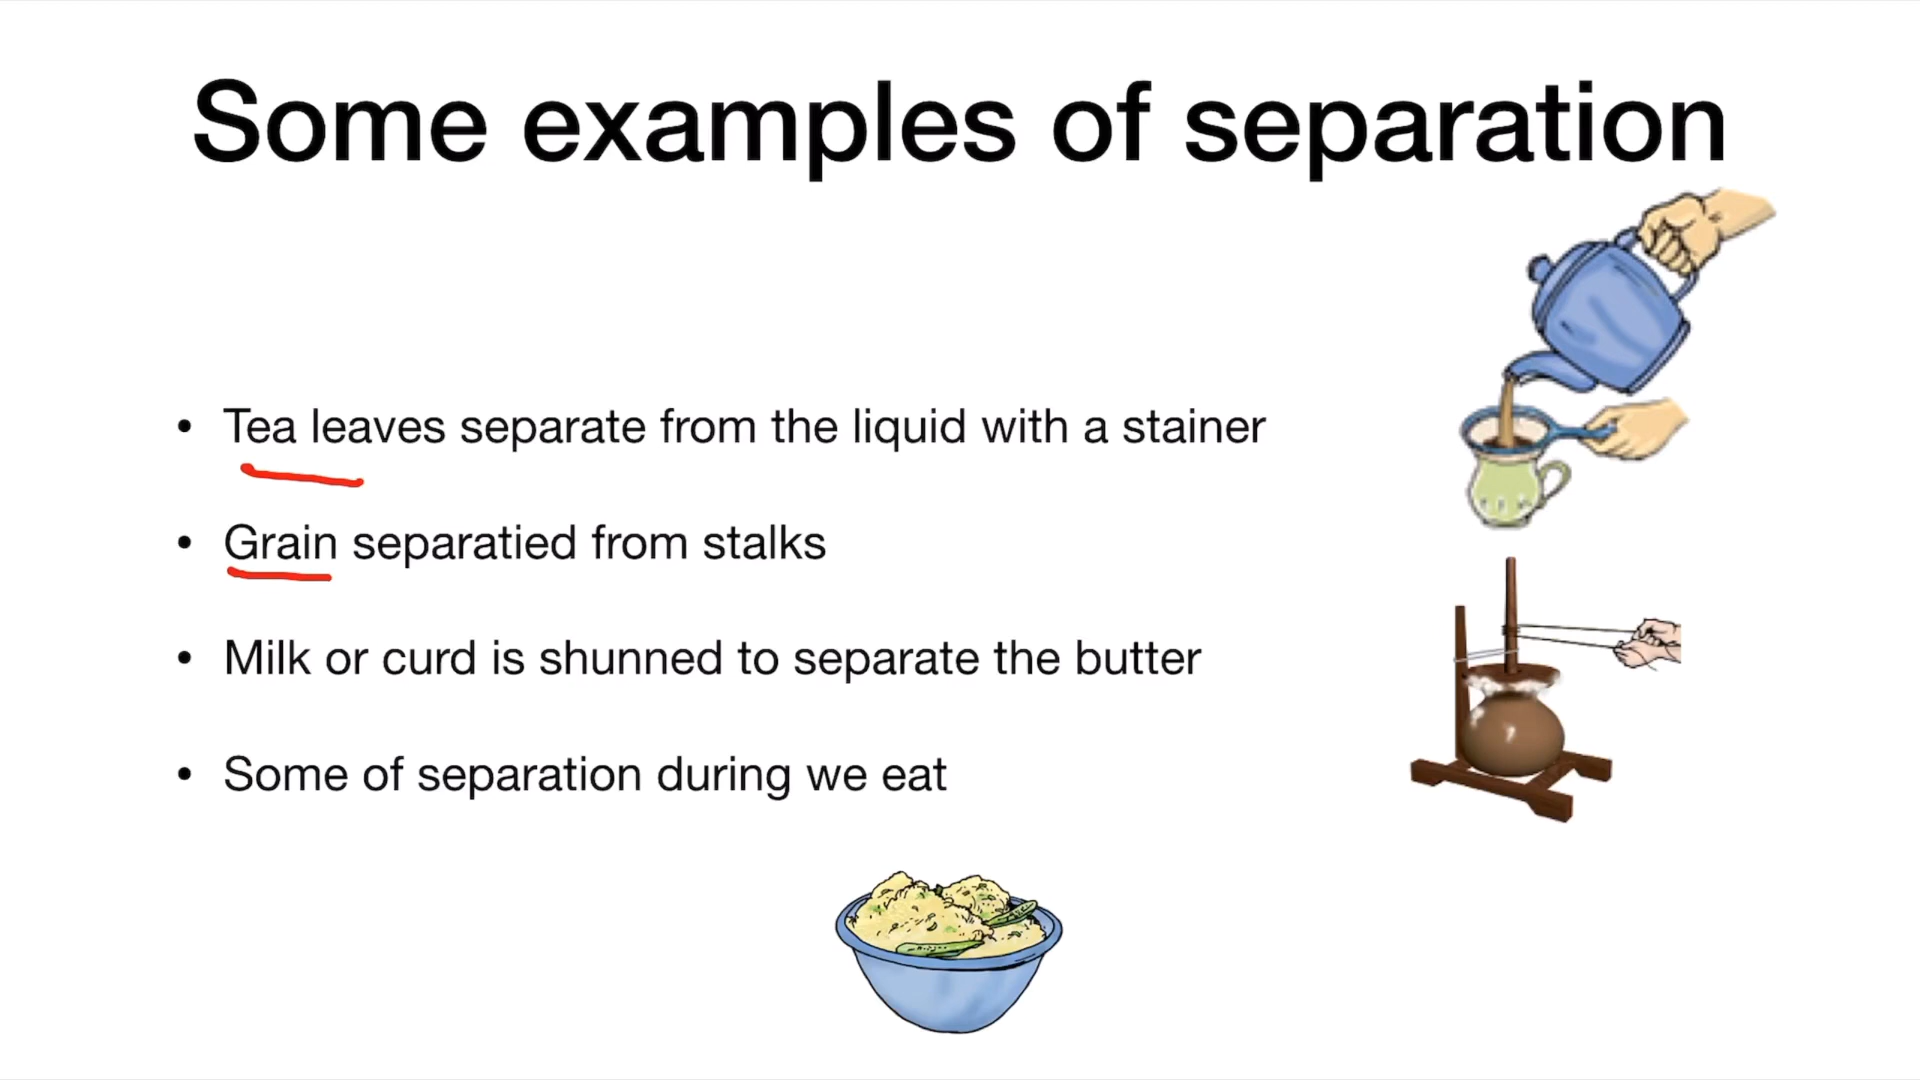 Some examples of separation
• Tea leaves separate from the liquid with a stainer
• Grain separatied from stalks
• Milk or curd is shunned to separate the butter
• Some of separation during we eat